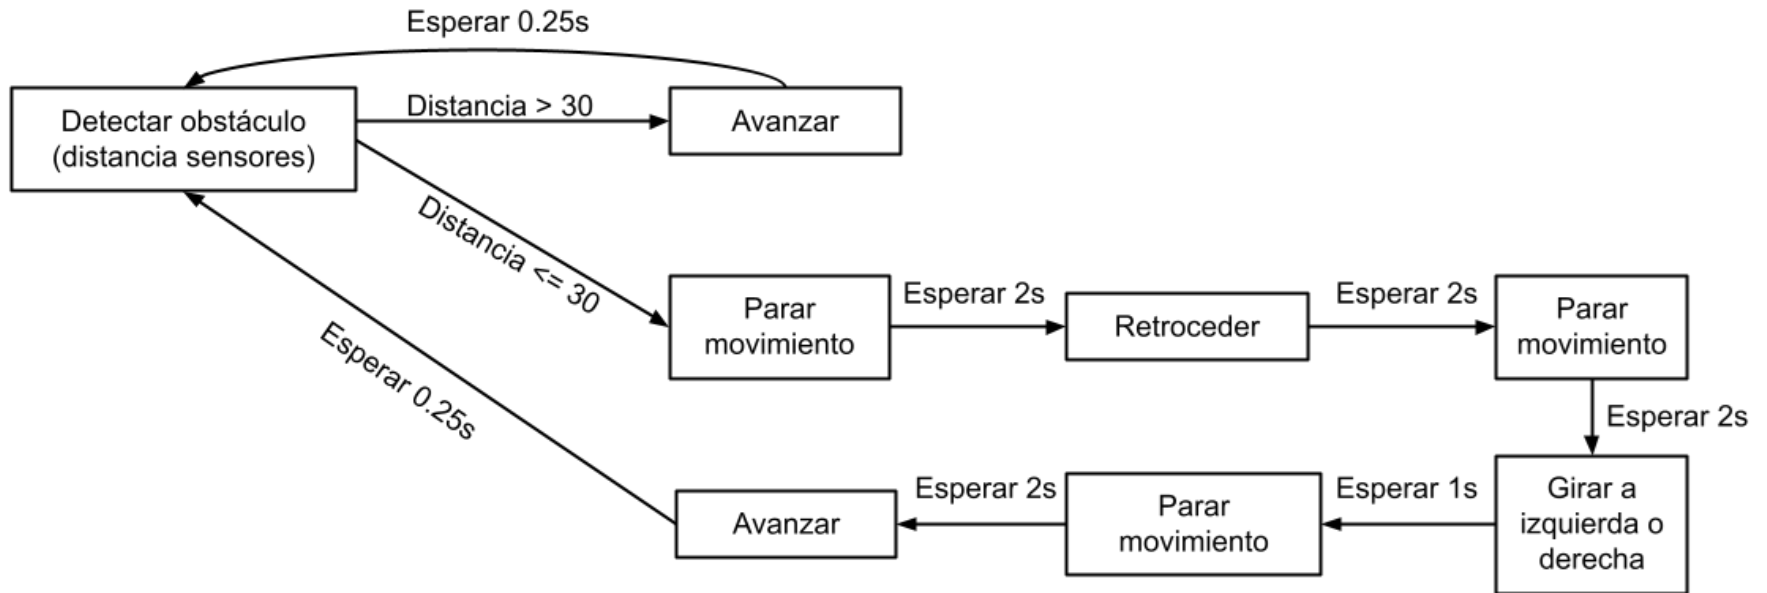 Esperar 0.25s
Detectar obstáculo
(distancia sensores)
Distancia > 30
Avanzar
Distancia <= 30
Parar
movimiento
Esperar 2s
Retroceder
Esperar 2s
Parar
movimiento
Esperar 2s
Girar a
izquierda o
derecha
Esperar 1s
Parar
movimiento
Esperar 2s
Avanzar
Esperar 0.25s